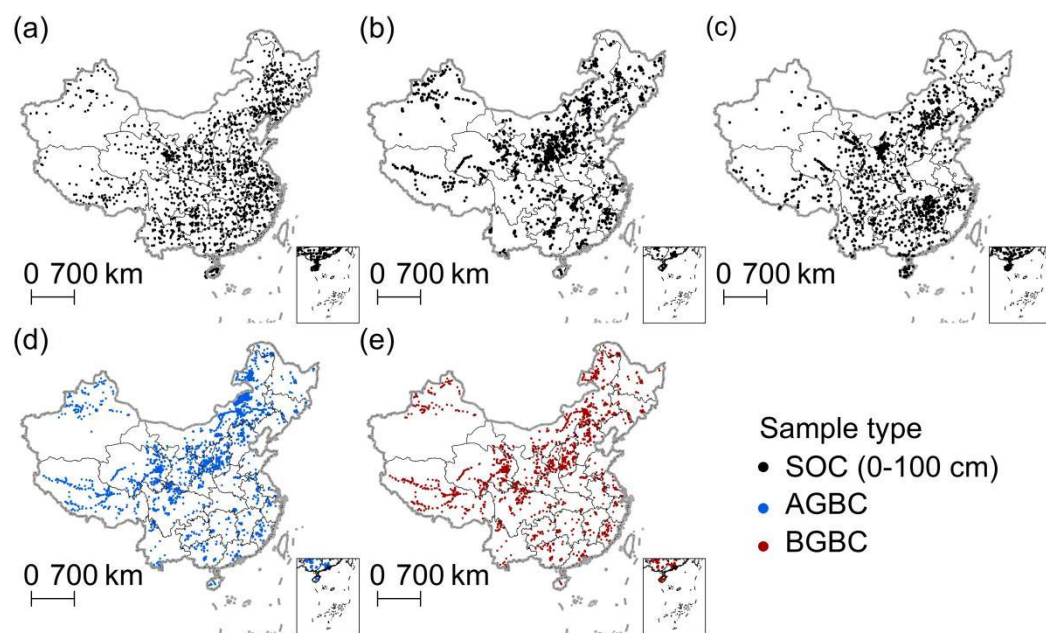 (a)
(b)
(c)
0 700 km
0 700 km
0 700 km
(d)
(e)
0 700 km
0 700 km
Sample type
SOC (0-100 cm)
AGBC
BGBC